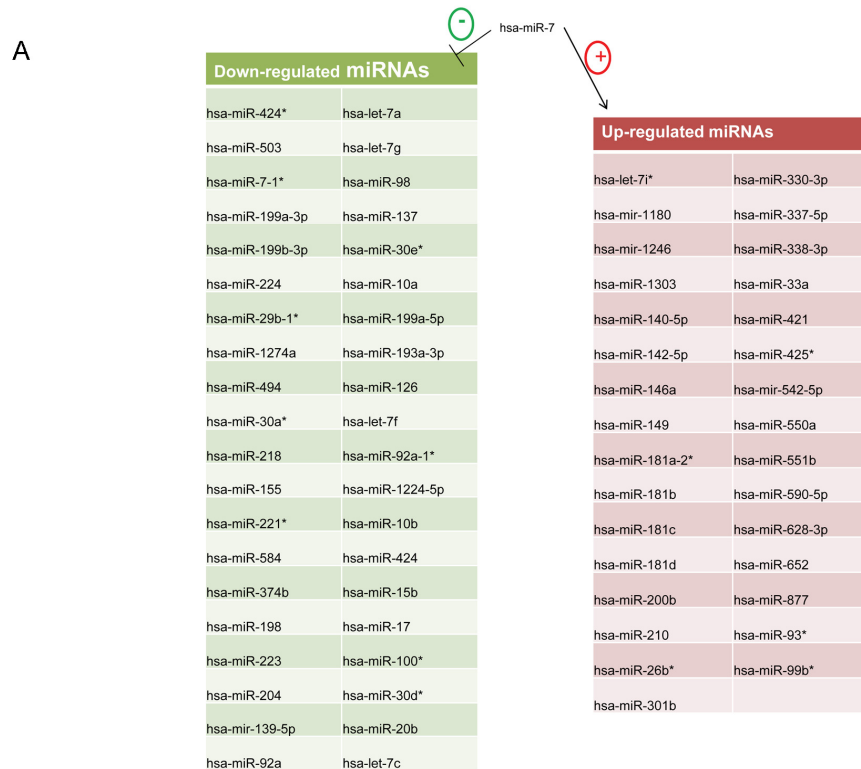 A
-
hsa-miR-7
+
Down-regulated miRNAs
hsa-miR-424* hsa-let-7a
hsa-miR-503 hsa-let-7g
hsa-miR-7-1* hsa-miR-98
hsa-miR-199a-3p hsa-miR-137
hsa-miR-199b-3p hsa-miR-30e*
hsa-miR-224 hsa-miR-10a
hsa-miR-29b-1* hsa-miR-199a-5p
hsa-miR-1274a hsa-miR-193a-3p
hsa-miR-494 hsa-miR-126
hsa-miR-30a* hsa-let-7f
hsa-miR-218 hsa-miR-92a-1*
hsa-miR-155 hsa-miR-1224-5p
hsa-miR-221* hsa-miR-10b
hsa-miR-584 hsa-miR-424
hsa-miR-374b hsa-miR-15b
hsa-miR-198 hsa-miR-17
hsa-miR-223 hsa-miR-100*
hsa-miR-204 hsa-miR-30d*
hsa-mir-139-5p hsa-miR-20b
hsa-miR-92a hsa-let-7c
Up-regulated miRNAs
hsa-let-7i* hsa-miR-330-3p
hsa-mir-1180 hsa-miR-337-5p
hsa-mir-1246 hsa-miR-338-3p
hsa-miR-1303 hsa-miR-33a
hsa-miR-140-5p hsa-miR-421
hsa-miR-142-5p hsa-miR-425*
hsa-miR-146a hsa-mir-542-5p
hsa-miR-149 hsa-miR-550a
hsa-miR-181a-2* hsa-miR-551b
hsa-miR-181b hsa-miR-590-5p
hsa-miR-181c hsa-miR-628-3p
hsa-miR-181d hsa-miR-652
hsa-miR-200b hsa-miR-877
hsa-miR-210 hsa-miR-93*
hsa-miR-26b* hsa-miR-99b*
hsa-miR-301b